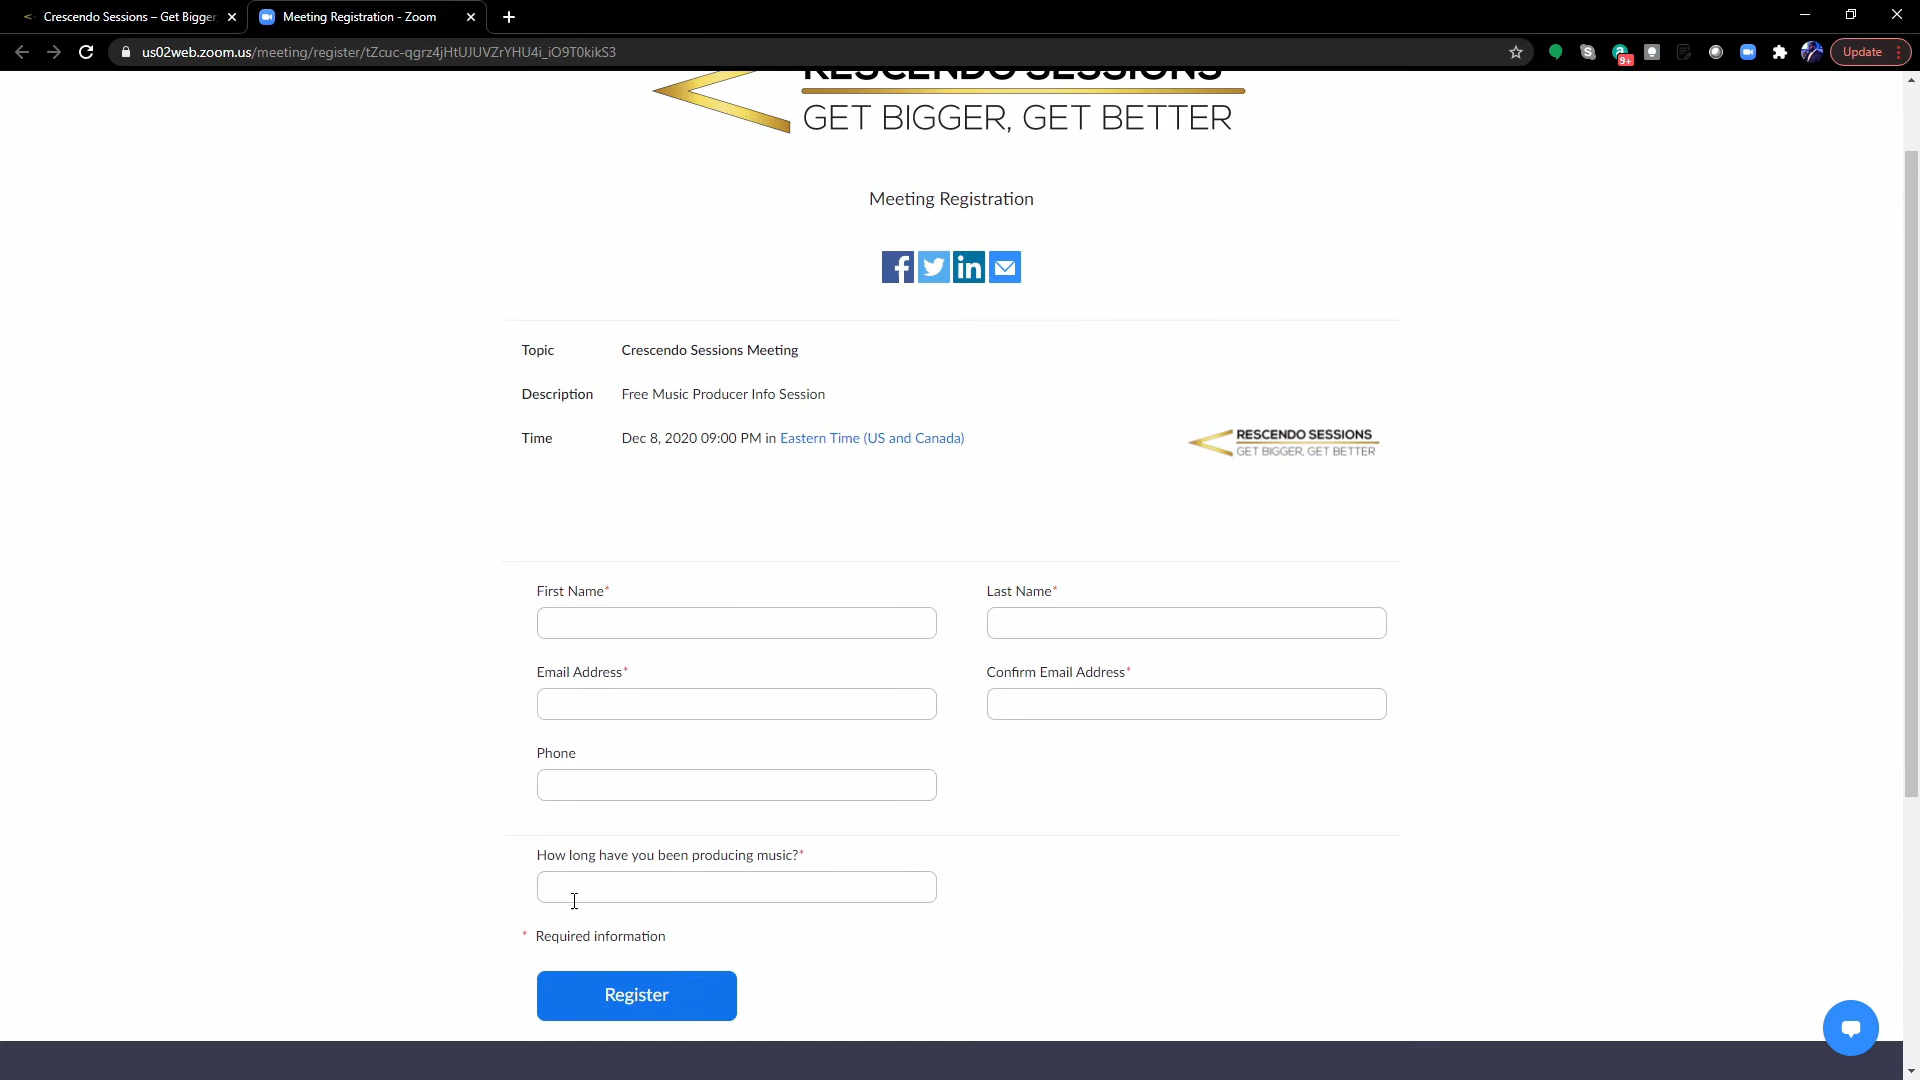 Crescendo Sessions – Get Bigger,
Meeting Registration - Zoom
us02web.zoom.us/meeting/register/tZcuc-qgrz4jHtUJUVZrYHU4i_iO9T0kikS3
9+
Update
RESCENDO SESSIONS
GET BIGGER, GET BETTER
Meeting Registration
Topic Crescendo Sessions Meeting
Description Free Music Producer Info Session
Time Dec 8, 2020 09:00 PM in Eastern Time (US and Canada)
RESCENDO SESSIONS
GET BIGGER, GET BETTER
First Name*
Last Name*
Email Address*
Confirm Email Address*
Phone
How long have you been producing music?*
* Required information
Register